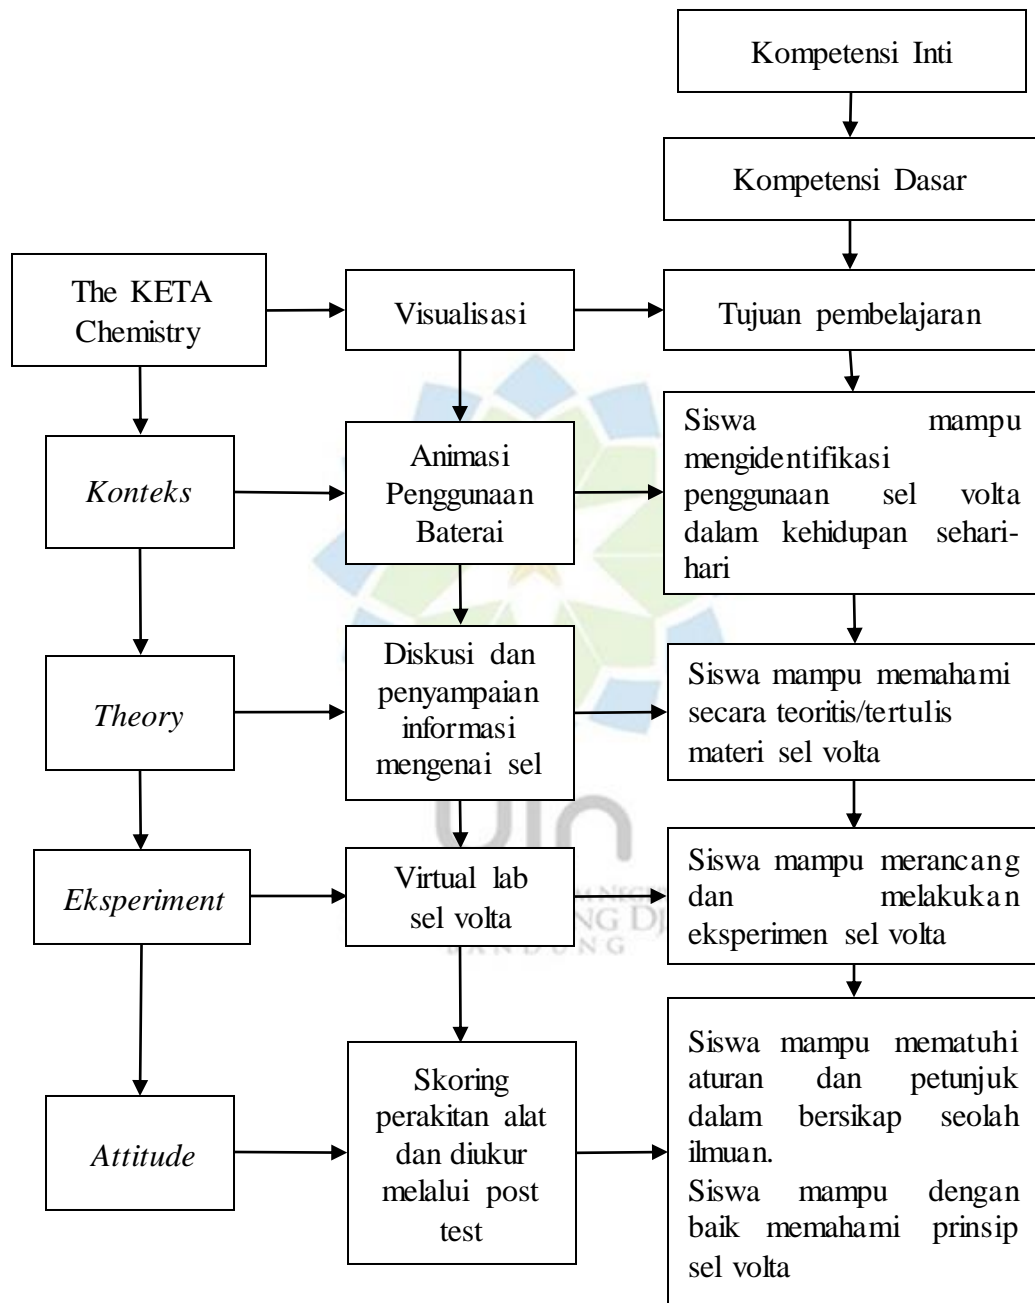 Kompetensi Inti
Kompetensi Dasar
The KETA
Chemistry
Visualisasi
Tujuan pembelajaran
Konteks
Animasi
Penggunaan
Baterai
Siswa mampu
mengidentifikasi
penggunaan sel volta
dalam kehidupan sehari-
hari
Theory
Diskusi dan
penyampaian
informasi
mengenai sel
Siswa mampu memahami
secara teoritis/tertulis
materi sel volta
uin
NG DJ
BANDUNG
Eksperiment
Virtual lab
sel volta
Siswa mampu merancang
dan melakukan
eksperimen sel volta
Attitude
Skoring
perakitan alat
dan diukur
melalui post
test
Siswa mampu mematuhi
aturan dan petunjuk
dalam bersikap seolah
ilmuan.
Siswa mampu dengan
baik memahami prinsip
sel volta